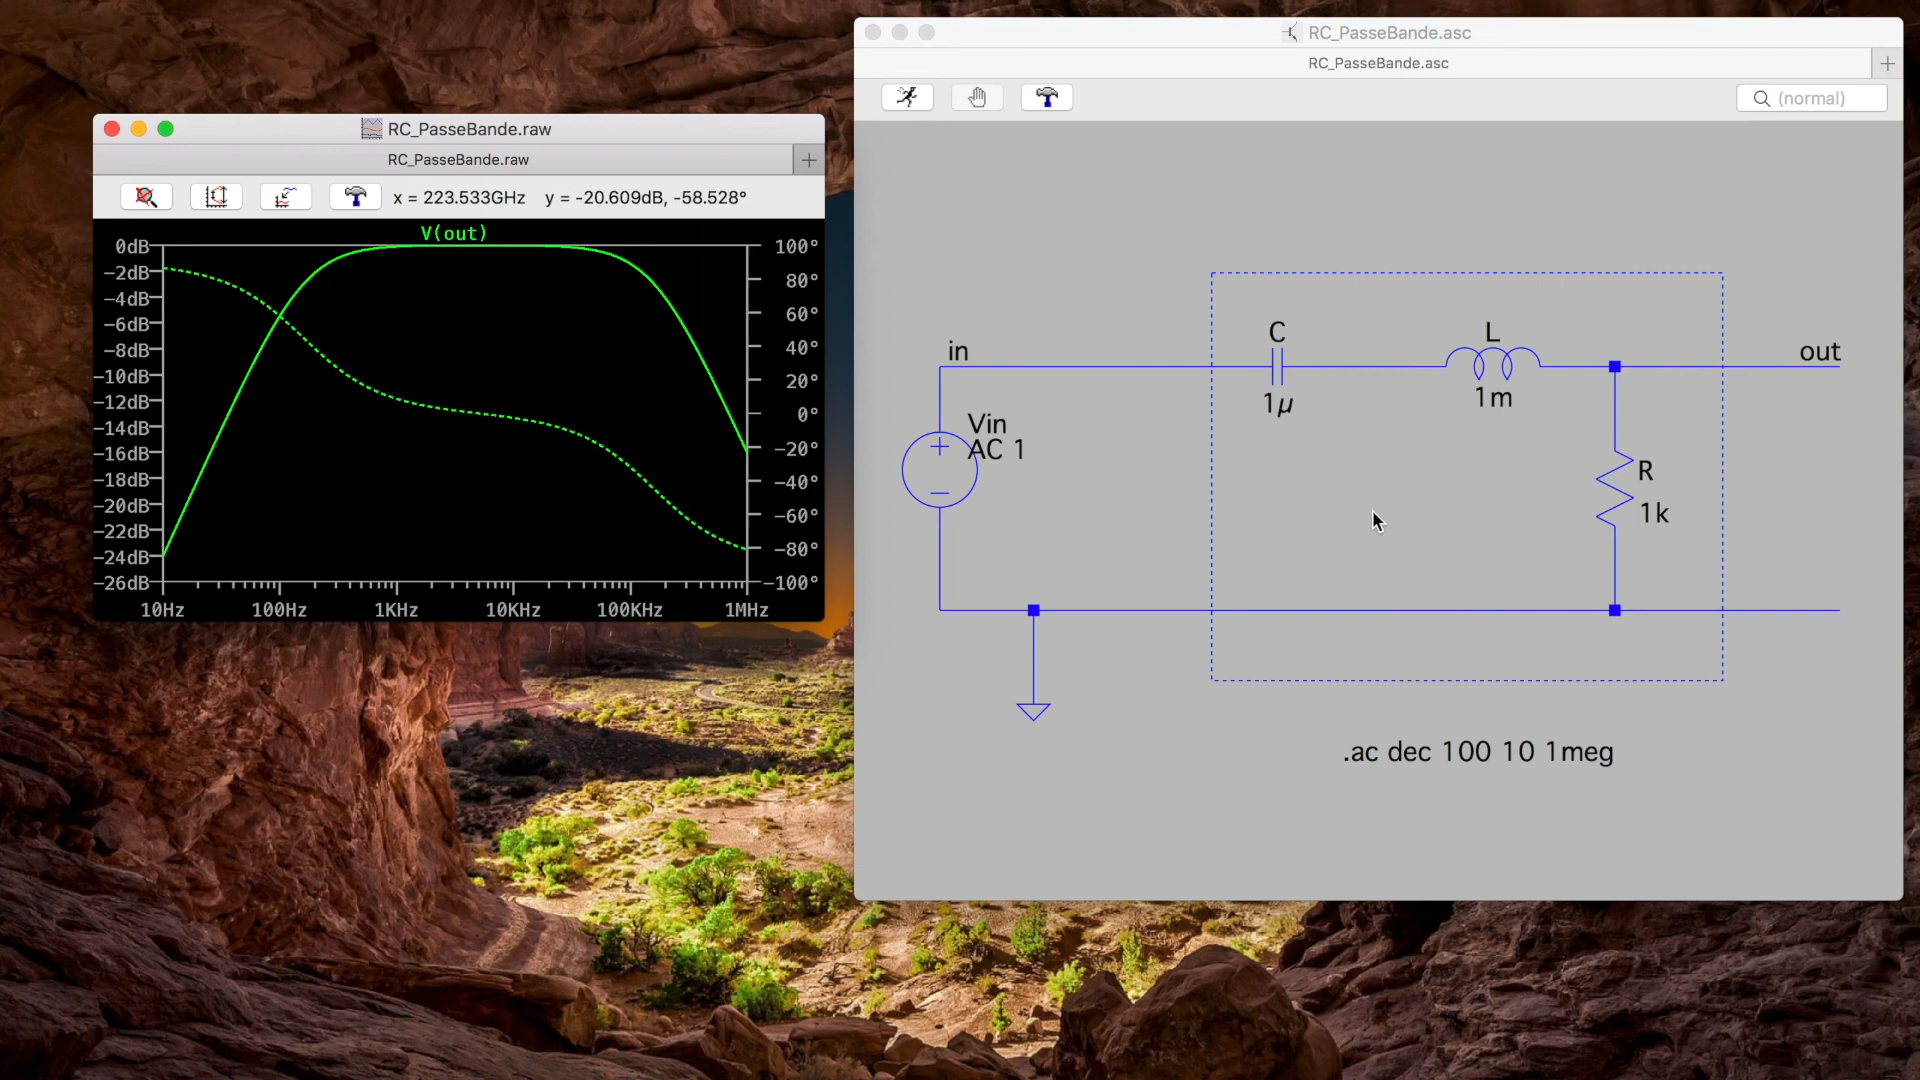 RC_PasseBande.asc
RC_PasseBande.asc
(normal)
RC_PasseBande.raw
RC_PasseBande.raw
x = 223.533GHz y = -20.609dB, -58.528°
V(out)
0dB
-2dB
-4dB
-6dB
-8dB
-10dB
-12dB
-14dB
-16dB
-18dB
-20dB
-22dB
-24dB
-26dB
100°
80°
60°
40°
20°
0°
-20°
-40°
-60°
-80°
-100°
10Hz 100Hz 1KHz 10KHz 100KHz 1MHz
in
C
1µ
L
1m
out
Vin
AC 1
R
1k
.ac dec 100 10 1meg